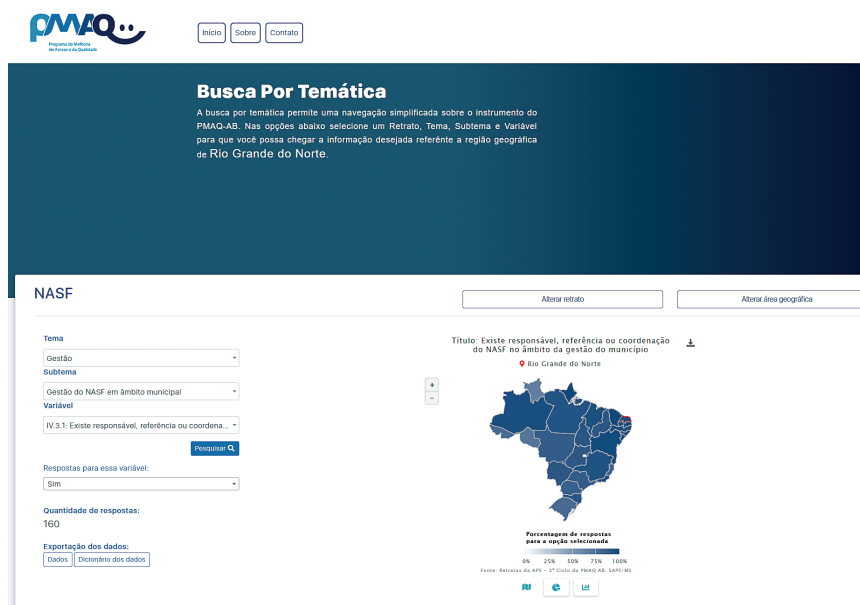 PMAQ
Programa de Melhoria
do Acesso e da Qualidade
Início
Sobre
Contato
Busca Por Temática
A busca por temática permite uma navegação simplificada sobre o instrumento do
PMAQ-AB. Nas opções abaixo selecione um Retrato, Tema, Subtema e Variável
para que você possa chegar a informação desejada referênte a região geográfica
de Rio Grande do Norte.
NASF
Alterar retrato
Alterar área geográfica
Tema
Gestão
Subtema
Gestão do NASF em âmbito municipal
Variável
IV.3.1: Existe responsável, referência ou coordena...
Pesquisar
Respostas para essa variável:
Sim
Quantidade de respostas:
160
Exportação dos dados:
Dados
Dicionário dos dados
Título: Existe responsável, referência ou coordenação
do NASF no âmbito da gestão do município
Rio Grande do Norte
+
−
Porcentagem de respostas
para a opção selecionada
0% 25% 50% 75% 100%
Fonte: Retratos da APS – 3º Ciclo do PMAQ AB. SAPS/MS